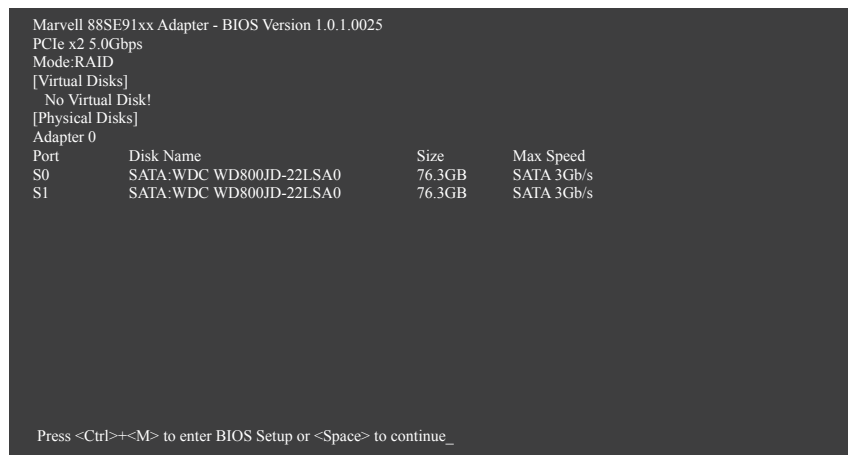 Marvell 88SE91xx Adapter - BIOS Version 1.0.1.0025
PCIe x2 5.0Gbps
Mode:RAID
[Virtual Disks]
No Virtual Disk!
[Physical Disks]
Adapter 0
Port Disk Name Size Max Speed
S0 SATA:WDC WD800JD-22LSA0 76.3GB SATA 3Gb/s
S1 SATA:WDC WD800JD-22LSA0 76.3GB SATA 3Gb/s
Press <Ctrl>+<M> to enter BIOS Setup or <Space> to continue_